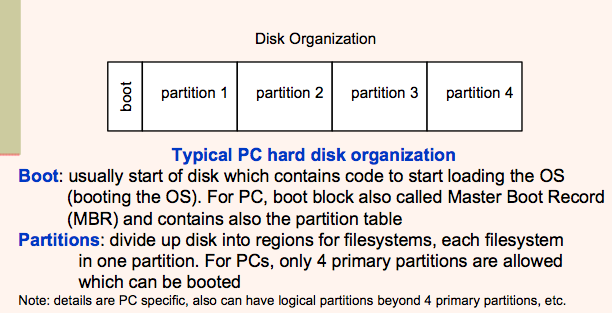 Disk Organization
boot
partition 1
partition 2
partition 3
partition 4
Typical PC hard disk organization
Boot: usually start of disk which contains code to start loading the OS
(booting the OS). For PC, boot block also called Master Boot Record
(MBR) and contains also the partition table
Partitions: divide up disk into regions for filesystems, each filesystem
in one partition. For PCs, only 4 primary partitions are allowed
which can be booted
Note: details are PC specific, also can have logical partitions beyond 4 primary partitions, etc.